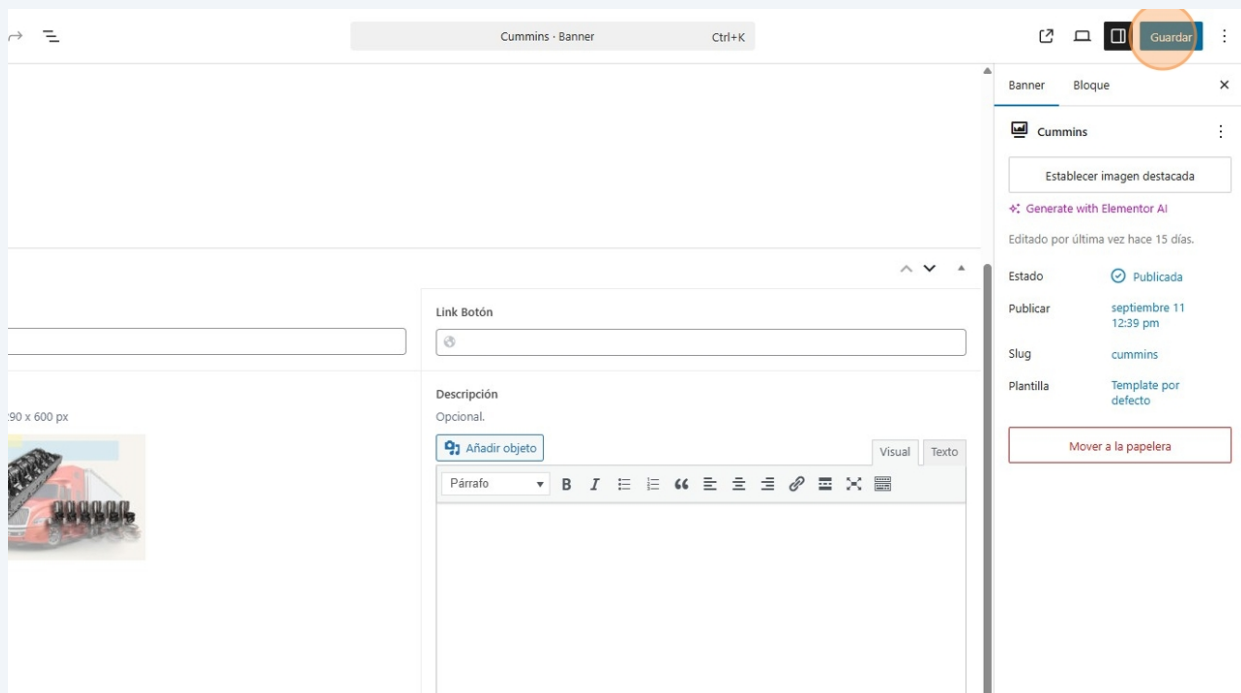 Cummins · Banner Ctrl+K
Guardar
Banner Bloque
Cummins
Establecer imagen destacada
Generate with Elementor AI
Editado por última vez hace 15 días.
Estado Publicada
Publicar septiembre 11
12:39 pm
Slug cummins
Plantilla Template por
defecto
Mover a la papelera
Link Botón
90 x 600 px
Descripción
Opcional.
Añadir objeto
Visual Texto
Párrafo B I